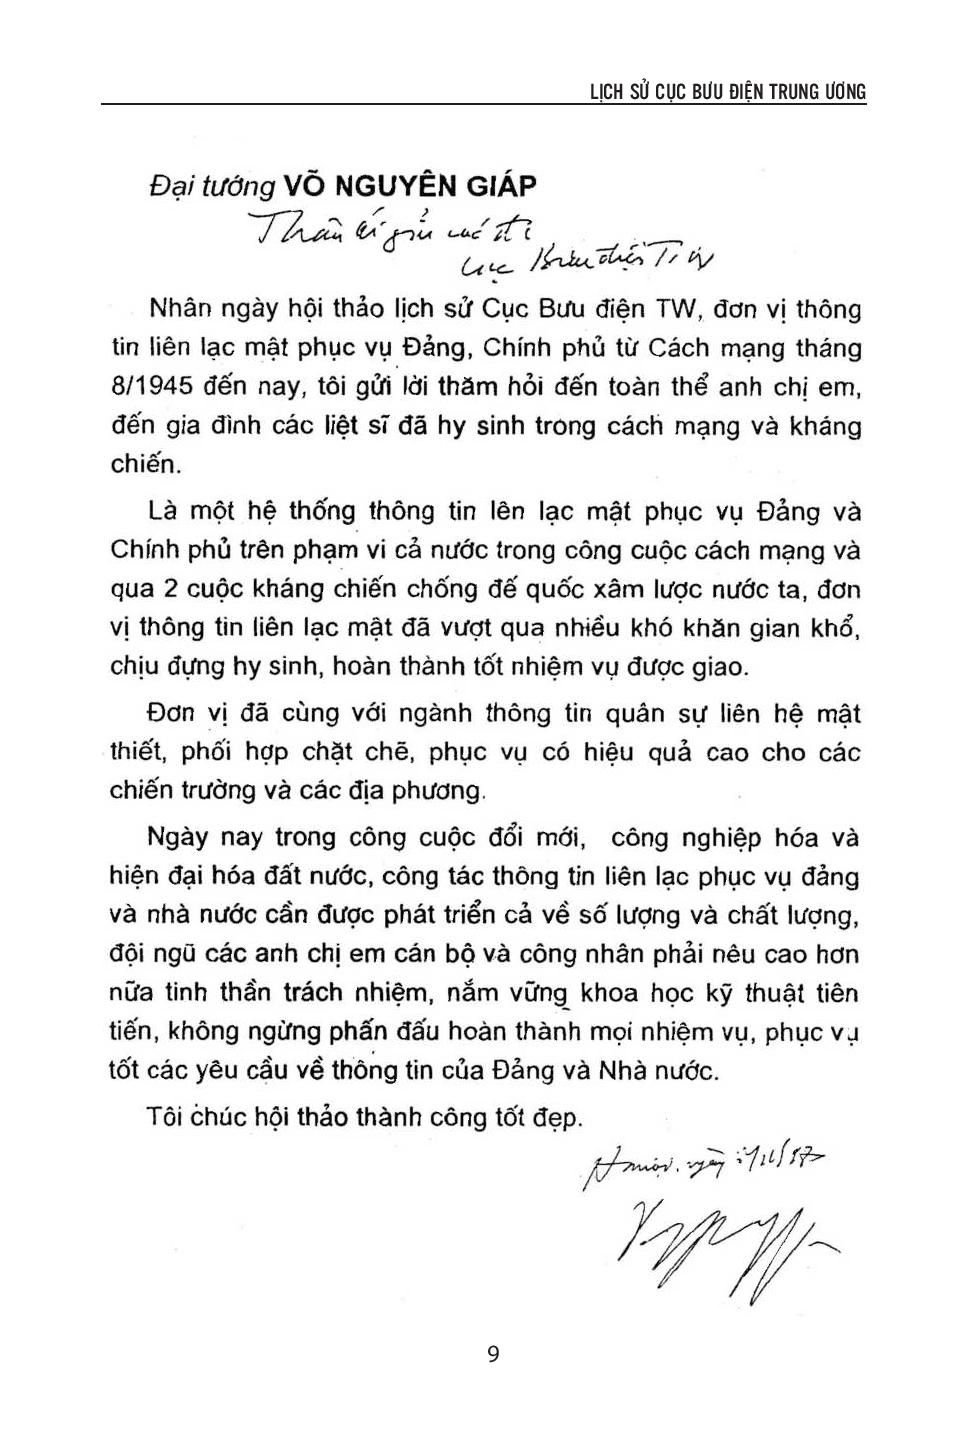 LỊCH SỬ CỤC BƯU ĐIỆN TRUNG ƯƠNG
Đại tướng VÕ NGUYÊN GIÁP
Thân ái gửi các đ/c
Cục Bưu điện TW
Nhân ngày hội thảo lịch sử Cục Bưu điện TW, đơn vị thông
tin liên lạc mật phục vụ Đảng, Chính phủ từ Cách mạng tháng
8/1945 đến nay, tôi gửi lời thăm hỏi đến toàn thể anh chị em,
đến gia đình các liệt sĩ đã hy sinh trong cách mạng và kháng
chiến.
Là một hệ thống thông tin lên lạc mật phục vụ Đảng và
Chính phủ trên phạm vi cả nước trong công cuộc cách mạng và
qua 2 cuộc kháng chiến chống đế quốc xâm lược nước ta, đơn
vị thông tin liên lạc mật đã vượt qua nhiều khó khăn gian khổ,
chịu đựng hy sinh, hoàn thành tốt nhiệm vụ được giao.
Đơn vị đã cùng với ngành thông tin quân sự liên hệ mật
thiết, phối hợp chặt chẽ, phục vụ có hiệu quả cao cho các
chiến trường và các địa phương.
Ngày nay trong công cuộc đổi mới, công nghiệp hóa và
hiện đại hóa đất nước, công tác thông tin liên lạc phục vụ đảng
và nhà nước cần được phát triển cả về số lượng và chất lượng,
đội ngũ các anh chị em cán bộ và công nhân phải nêu cao hơn
nữa tinh thần trách nhiệm, nắm vững khoa học kỹ thuật tiên
tiến, không ngừng phấn đấu hoàn thành mọi nhiệm vụ, phục vụ
tốt các yêu cầu về thông tin của Đảng và Nhà nước.
Tôi chúc hội thảo thành công tốt đẹp.
ngày
9